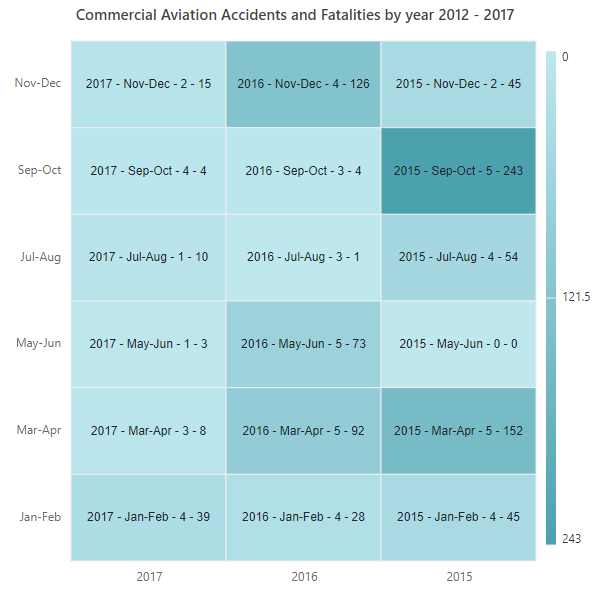 Commercial Aviation Accidents and Fatalities by year 2012 - 2017
0
Nov-Dec
2017 - Nov-Dec - 2 - 15
2016 - Nov-Dec - 4 - 126
2015 - Nov-Dec - 2 - 45
Sep-Oct
2017 - Sep-Oct - 4 - 4
2016 - Sep-Oct - 3 - 4
2015 - Sep-Oct - 5 - 243
Jul-Aug
2017 - Jul-Aug - 1 - 10
2016 - Jul-Aug - 3 - 1
2015 - Jul-Aug - 4 - 54
121.5
May-Jun
2017 - May-Jun - 1 - 3
2016 - May-Jun - 5 - 73
2015 - May-Jun - 0 - 0
Mar-Apr
2017 - Mar-Apr - 3 - 8
2016 - Mar-Apr - 5 - 92
2015 - Mar-Apr - 5 - 152
Jan-Feb
2017 - Jan-Feb - 4 - 39
2016 - Jan-Feb - 4 - 28
2015 - Jan-Feb - 4 - 45
243
2017
2016
2015